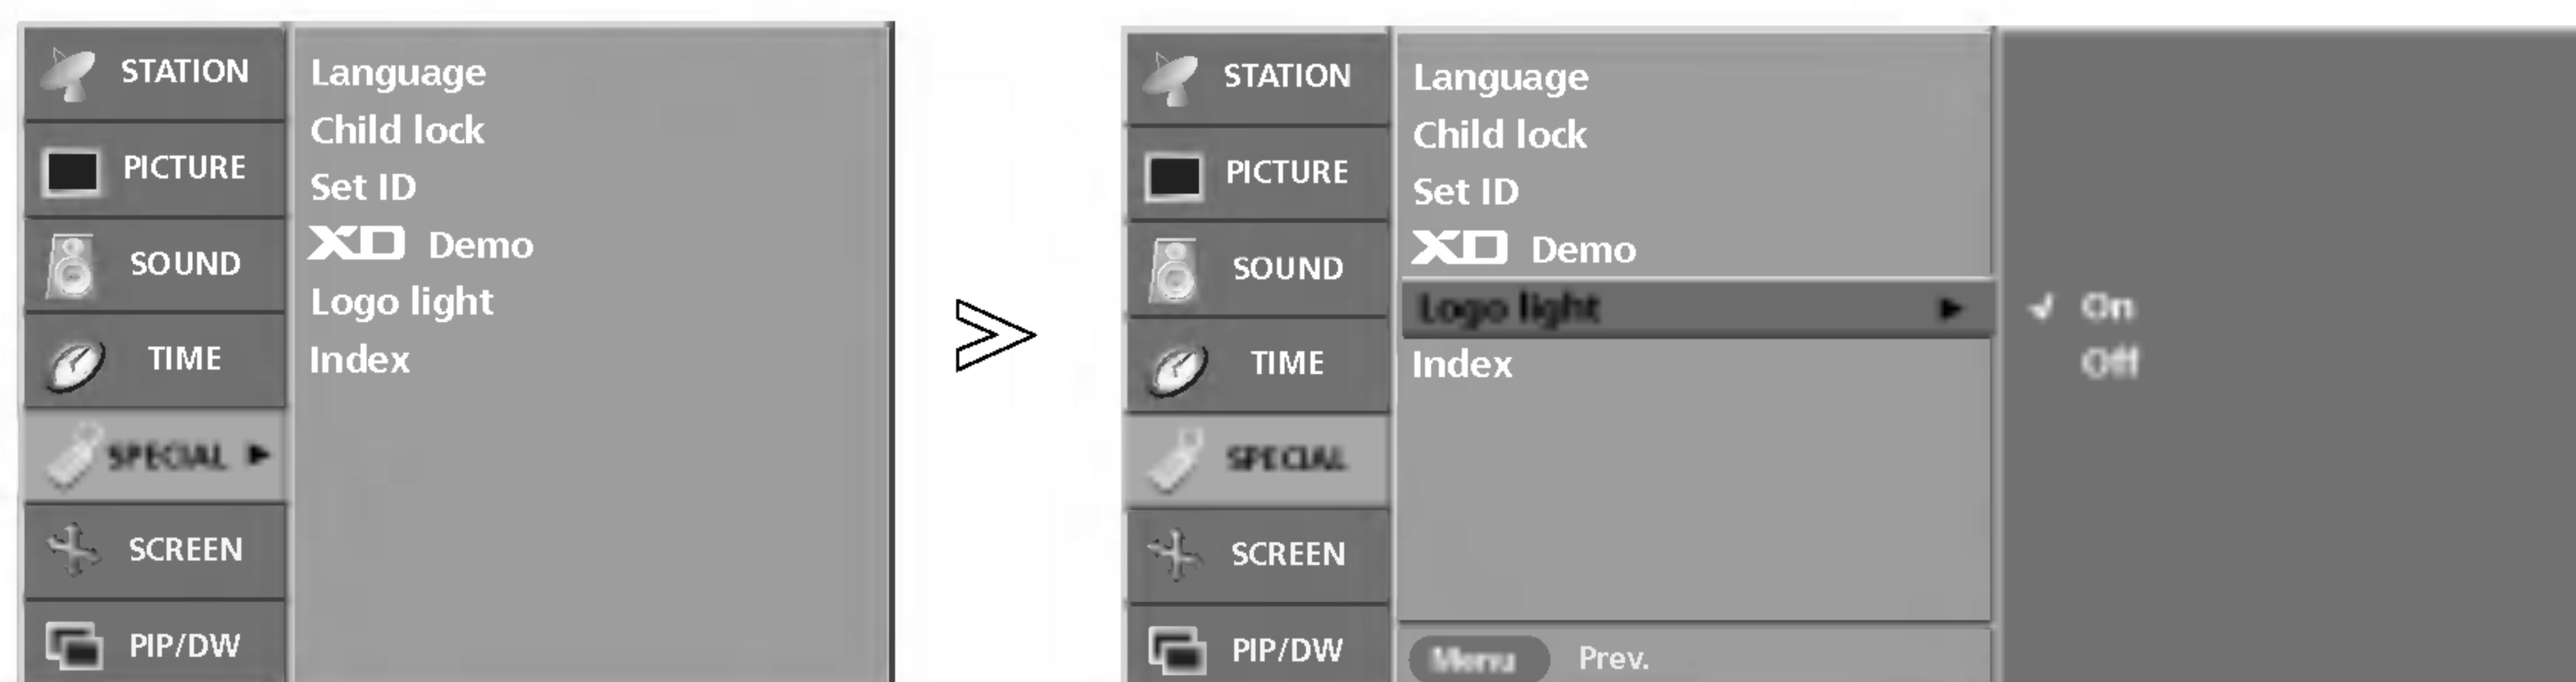 STATION
PICTURE
SOUND
TIME
SPECIAL
SCREEN
PIP/DW
Language
Child lock
Set ID
XD Demo
Logo light
Index
STATION
PICTURE
SOUND
TIME
SPECIAL
SCREEN
PIP/DW
Language
Child lock
Set ID
XD Demo
Logo light
Index
Menu Prev.
On
Off